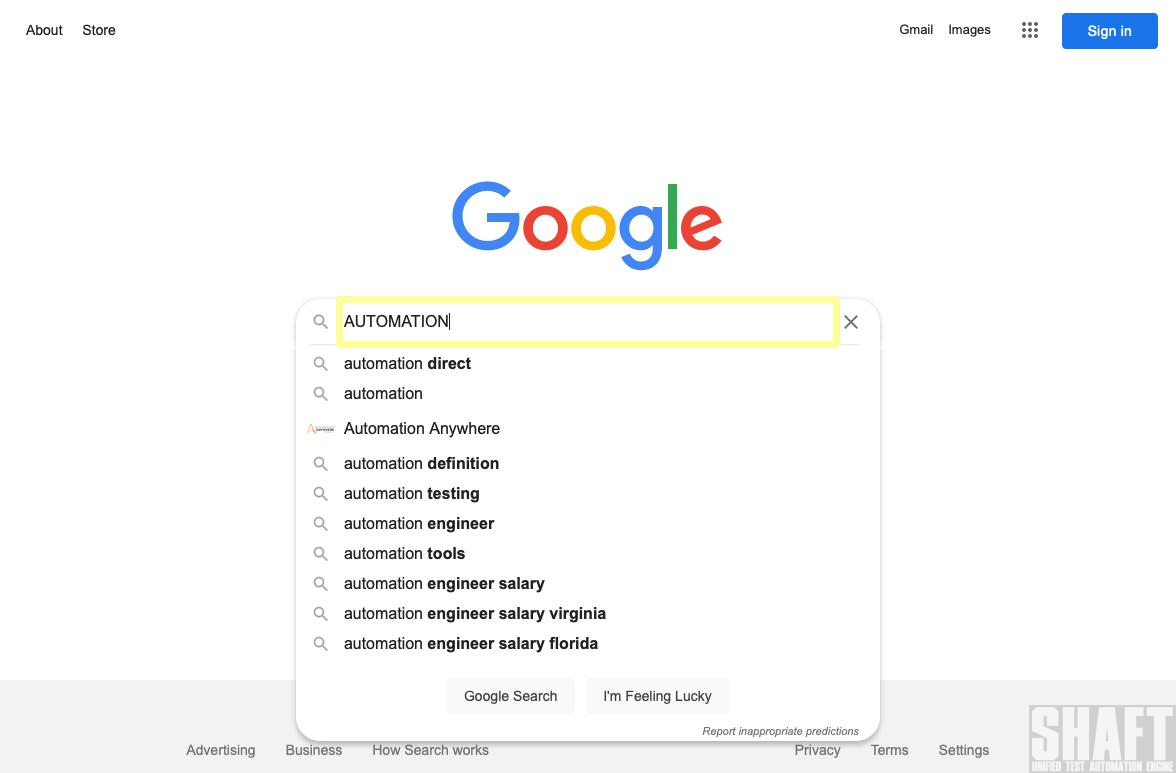 About Store Gmail Images Sign in
Google
AUTOMATION
automation direct
automation
Automation Anywhere
automation definition
automation testing
automation engineer
automation tools
automation engineer salary
automation engineer salary virginia
automation engineer salary florida
Google Search I'm Feeling Lucky
Report inappropriate predictions
Advertising Business How Search works Privacy Terms Settings
SHAFT
UNIFIED TEST AUTOMATION ENGINE